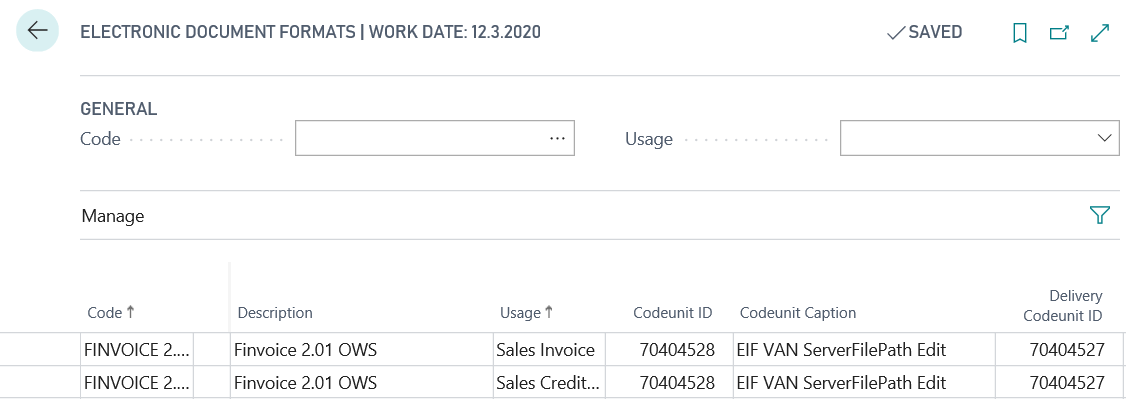 ELECTRONIC DOCUMENT FORMATS | WORK DATE: 12.3.2020 SAVED
GENERAL
Code Usage
Manage
Code ↑ Description Usage ↑ Codeunit ID Codeunit Caption Delivery Codeunit ID
FINVOICE 2.... Finvoice 2.01 OWS Sales Invoice 70404528 EIF VAN ServerFilePath Edit 70404527
FINVOICE 2.... Finvoice 2.01 OWS Sales Credit... 70404528 EIF VAN ServerFilePath Edit 70404527